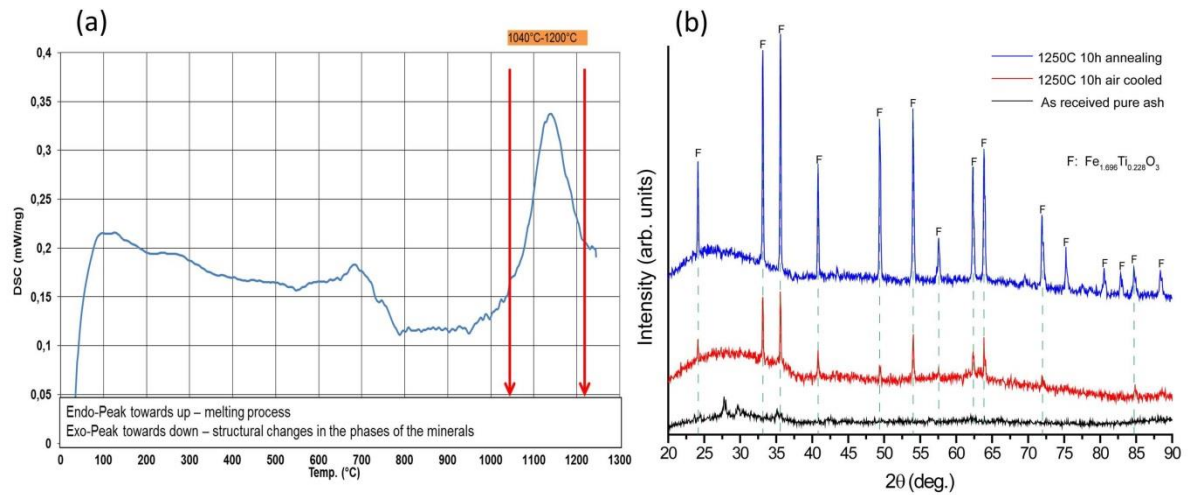 (a)
1040°C-1200°C
0,4
0,35
0,3
0,25
0,2
0,15
0,1
0,05
0
DSC (mW/mg)
Endo-Peak towards up – melting process
Exo-Peak towards down – structural changes in the phases of the minerals
0 100 200 300 400 500 600 700 800 900 1000 1100 1200 1300
Temp. (°C)
(b)
1250C 10h annealing
1250C 10h air cooled
As received pure ash
F: Fe1.696Ti0.228O3
F F F F F F F F F F F F F F F
Intensity (arb. units)
20 25 30 35 40 45 50 55 60 65 70 75 80 85 90
2θ (deg.)